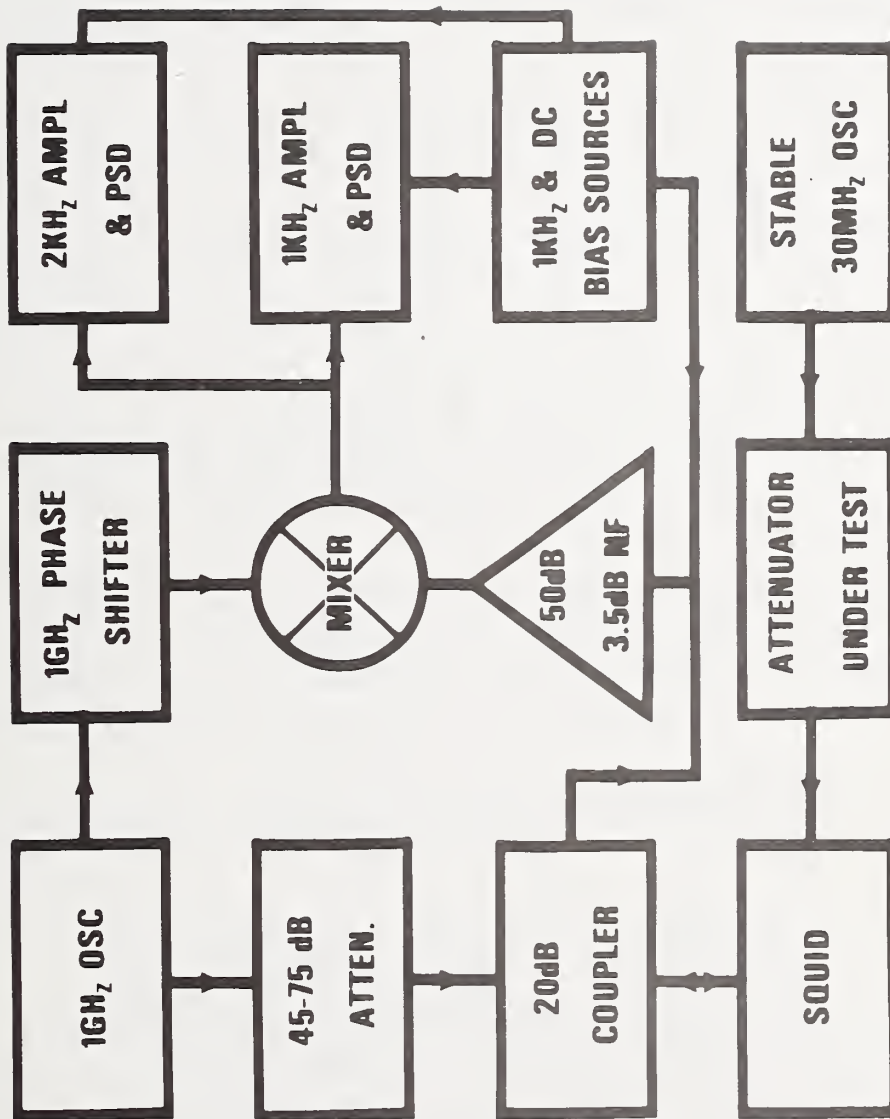 1GHz OSC
1GHz PHASE
SHIFTER
2KHz AMPL
& PSD
45-75 dB
ATTEN.
MIXER
1KHz AMPL
& PSD
20dB
COUPLER
50dB
3.5dB NF
1KHz & DC
BIAS SOURCES
SQUID
ATTENUATOR
UNDER TEST
STABLE
30MHz OSC